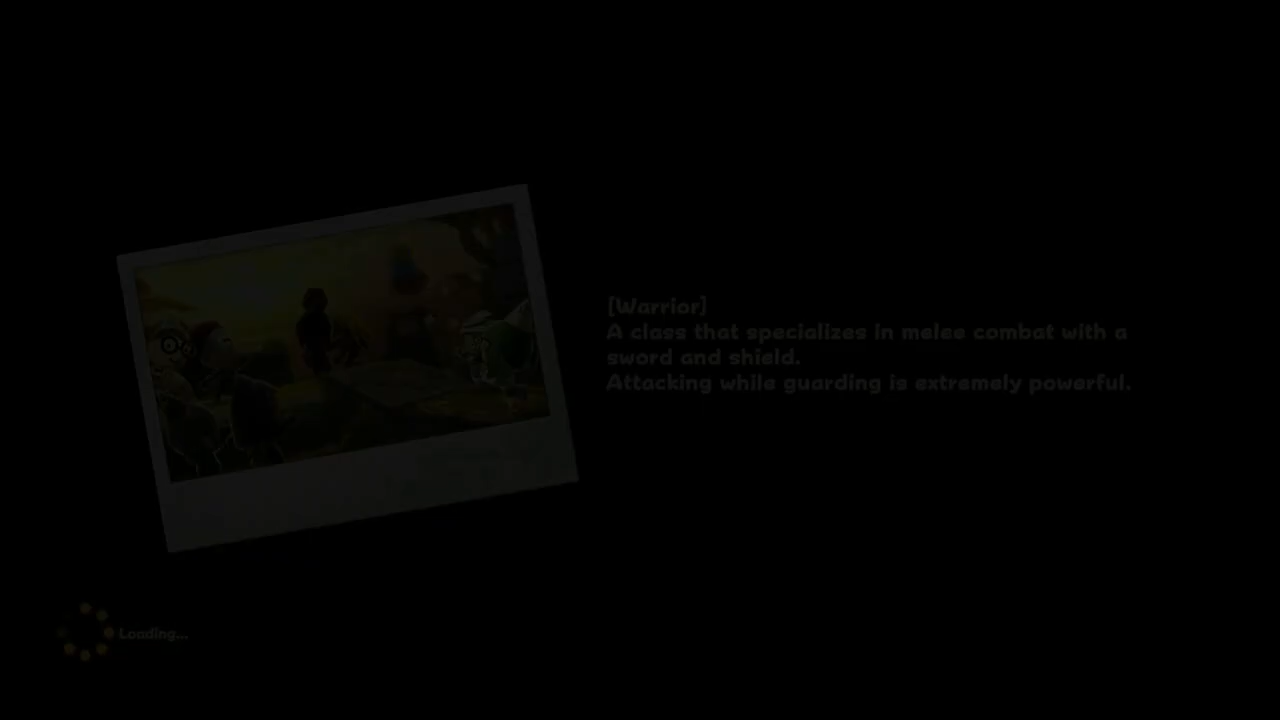 [Warrior]
A class that specializes in melee combat with a
sword and shield.
Attacking while guarding is extremely powerful.
Loading...